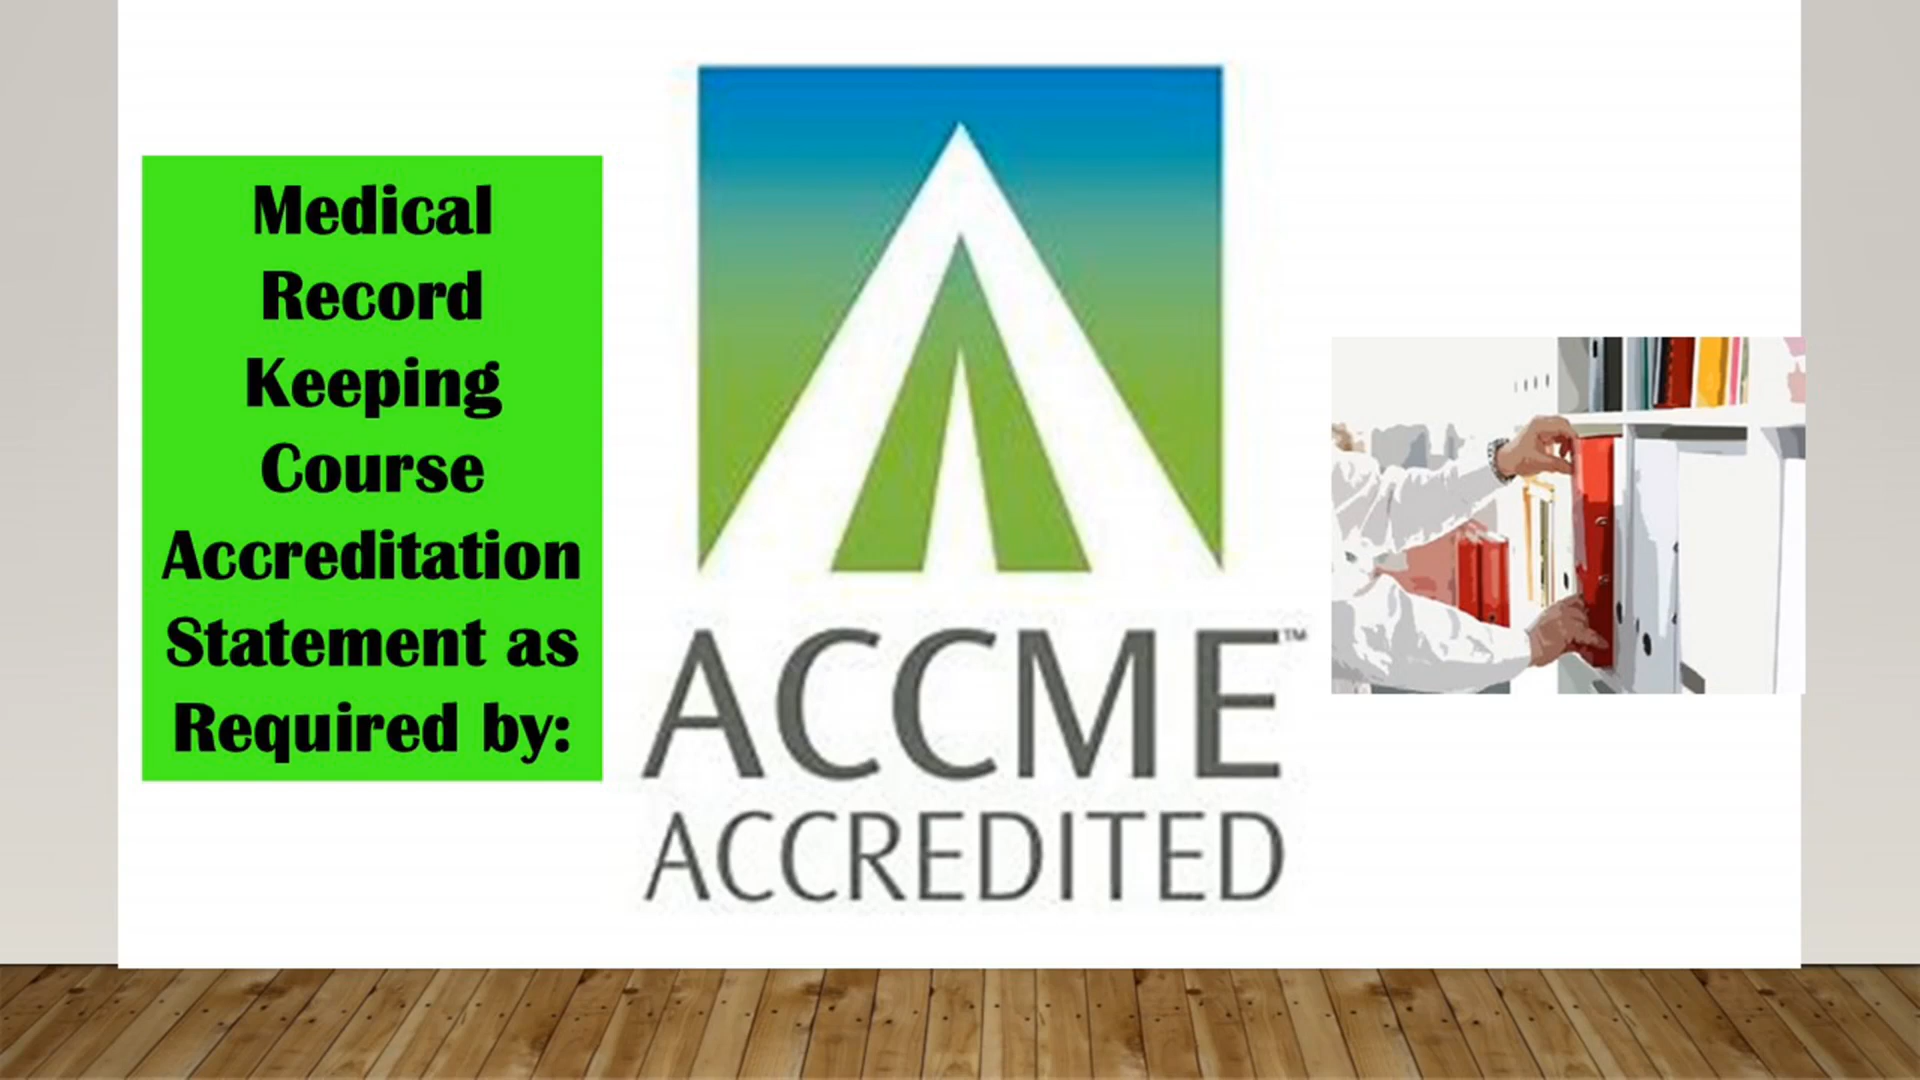 Medical
Record
Keeping
Course
Accreditation
Statement as
Required by:
ACCME™
ACCREDITED